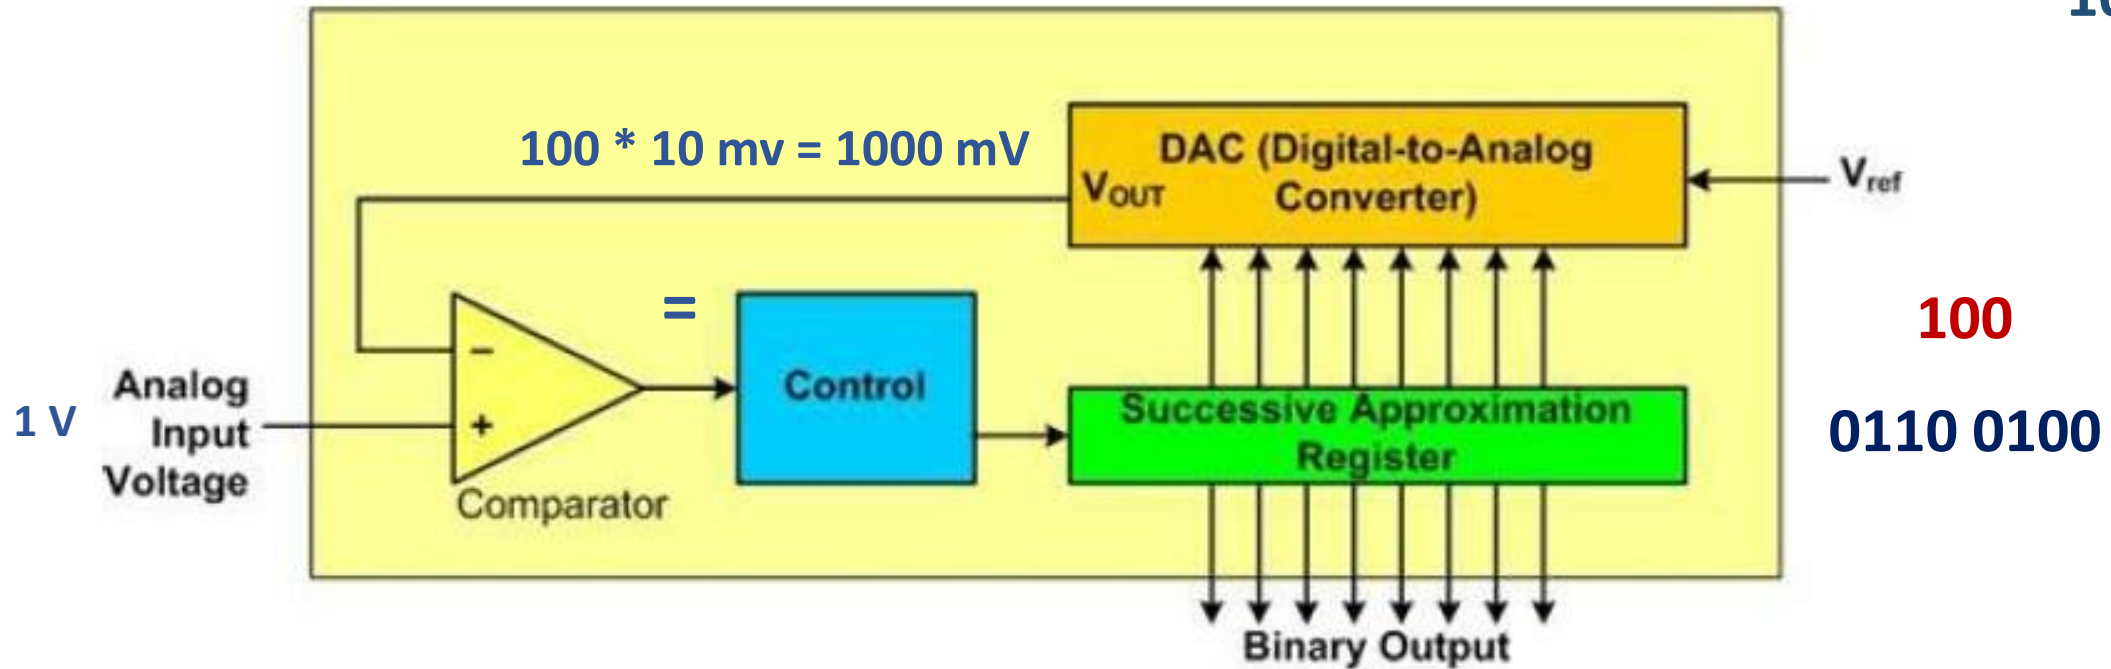 10
100 * 10 mv = 1000 mV
DAC (Digital-to-Analog
Converter)
VOUT
Vref
=
100
Analog
Input
Voltage
1 V
−
+
Control
Successive Approximation
Register
0110 0100
Comparator
Binary Output